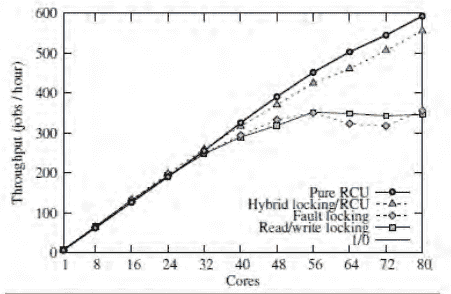 600
500
400
300
200
100
0
Throughput (jobs / hour)
Pure RCU
Hybrid locking/RCU
Fault locking
Read/write locking
1/0
1 8 16 24 32 40 48 56 64 72 80
Cores